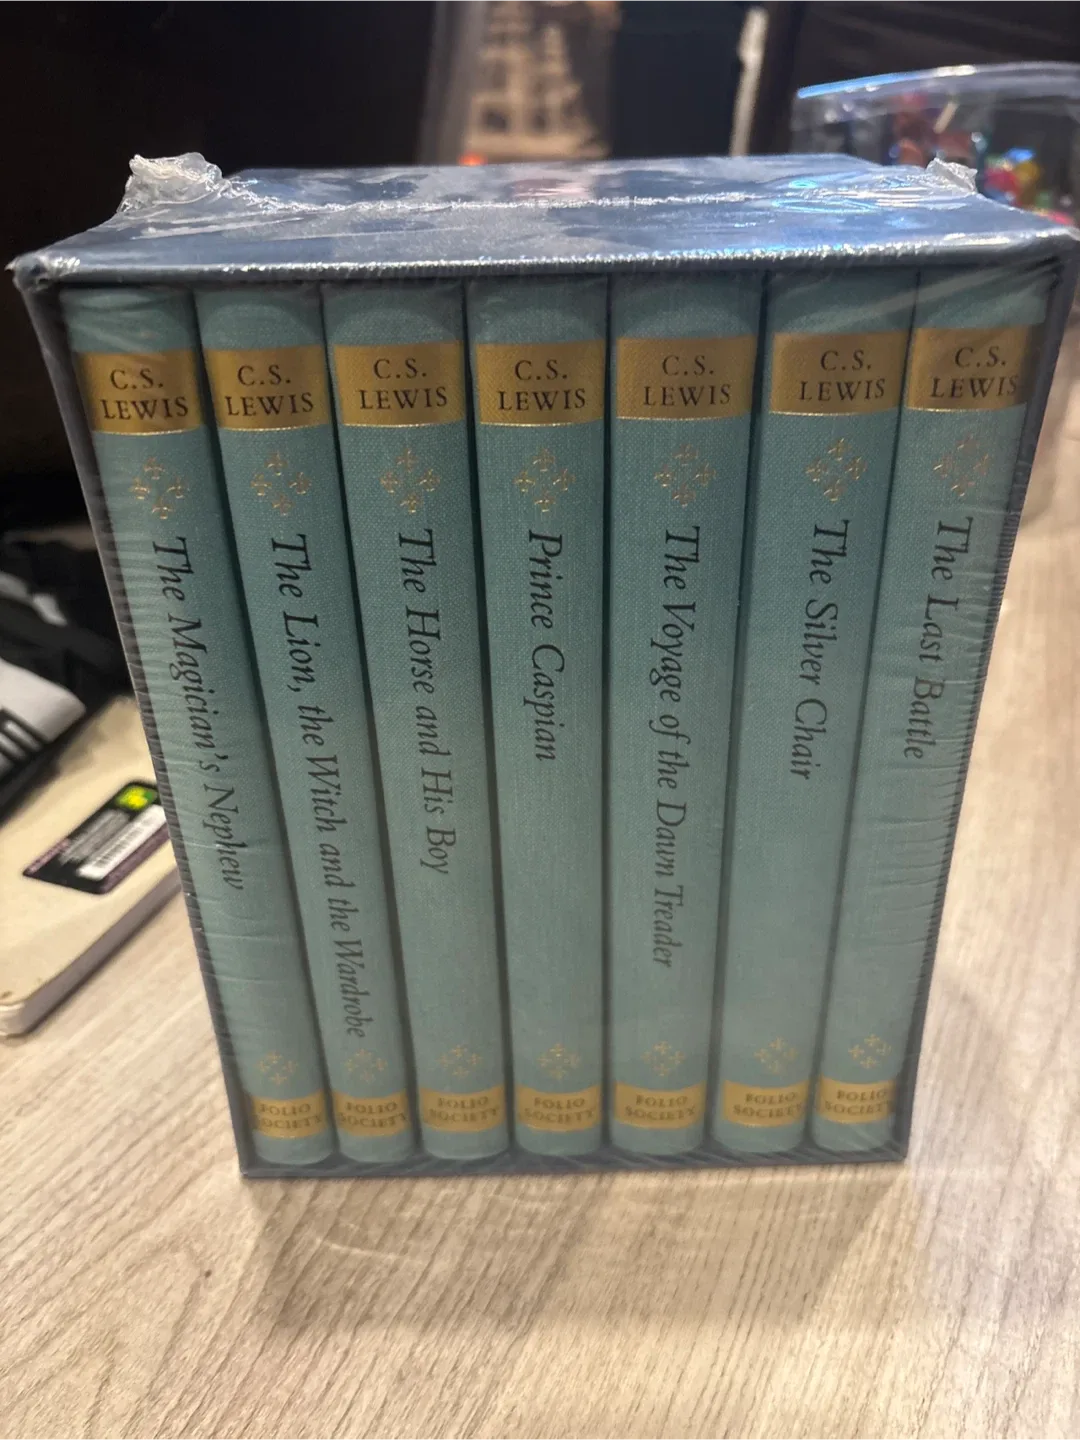 C.S.
LEWIS
The Magician's Nephew
FOLIO
SOCIETY
C.S.
LEWIS
The Lion, the Witch and the Wardrobe
FOLIO
SOCIETY
C.S.
LEWIS
The Horse and His Boy
FOLIO
SOCIETY
C.S.
LEWIS
Prince Caspian
FOLIO
SOCIETY
C.S.
LEWIS
The Voyage of the Dawn Treader
FOLIO
SOCIETY
C.S.
LEWIS
The Silver Chair
FOLIO
SOCIETY
C.S.
LEWIS
The Last Battle
FOLIO
SOCIETY